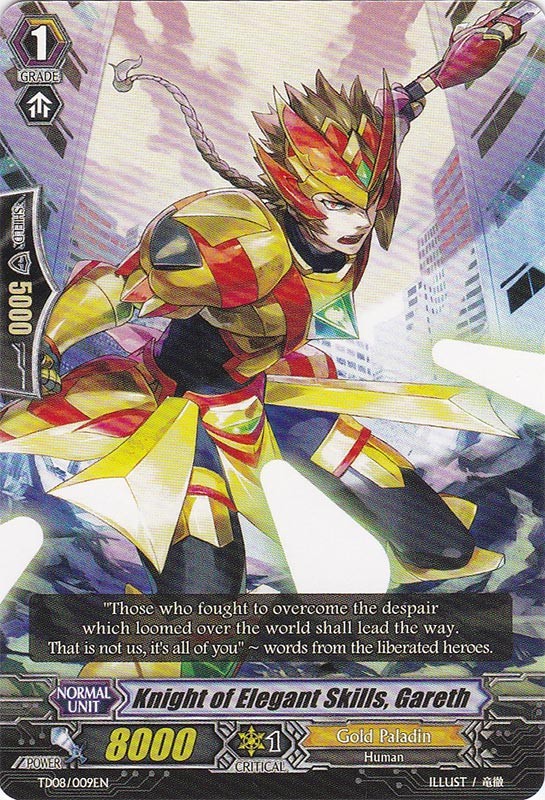 1
GRADE
SHIELD
5000
"Those who fought to overcome the despair
which loomed over the world shall lead the way.
That is not us, it's all of you" ~ words from the liberated heroes.
NORMAL
UNIT
Knight of Elegant Skills, Gareth
POWER
8000
1
CRITICAL
Gold Paladin
Human
TD08/009EN
ILLUST / 竜徹